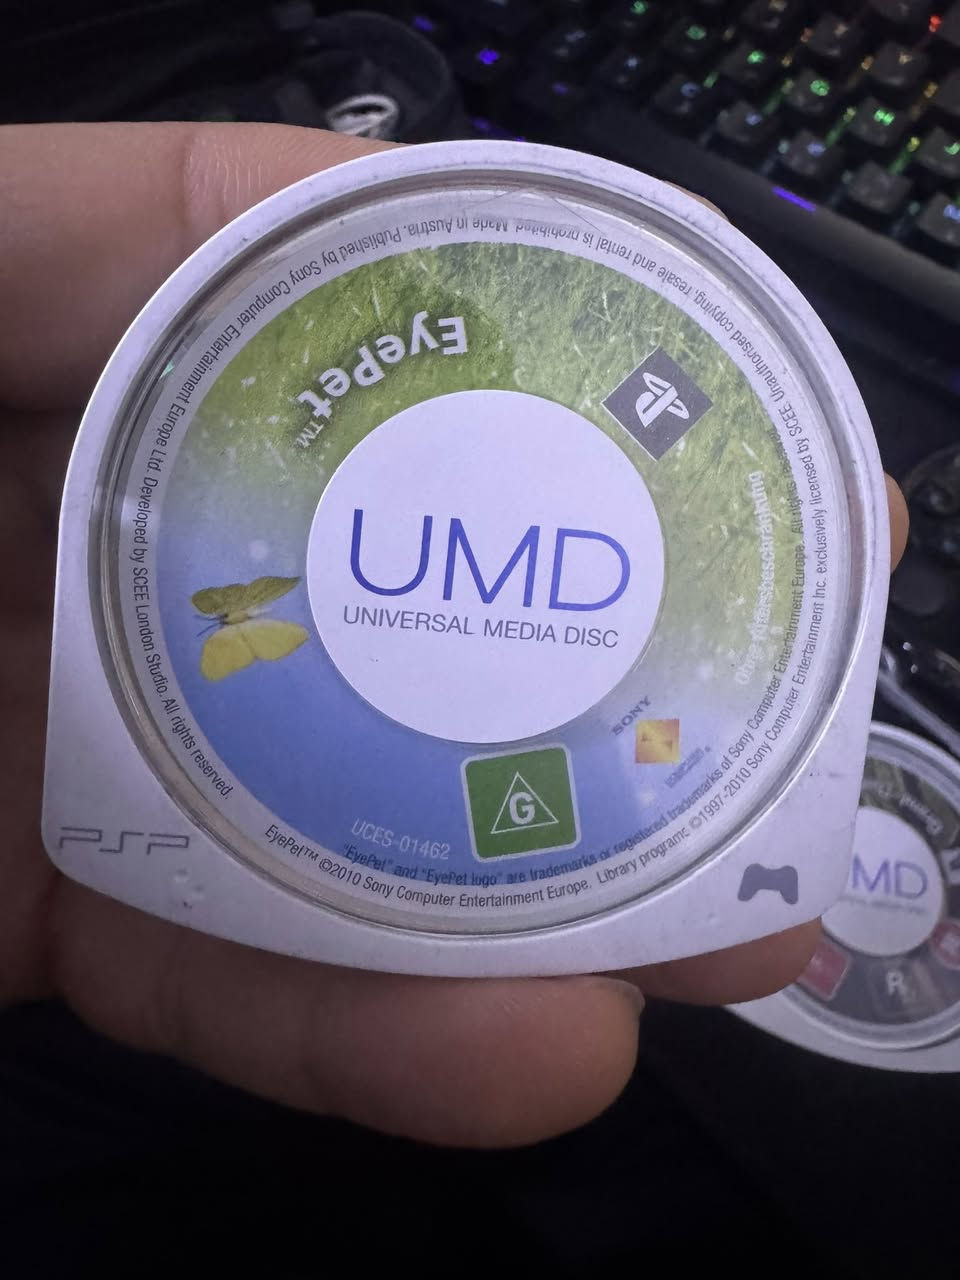 EyePet™
UMD
UNIVERSAL MEDIA DISC
SONY
G
UCES-01462
"EyePet" and "EyePet logo" are trademarks or registered trademarks of Sony Computer Entertainment Europe. All rights
EyePet™ ©2010 Sony Computer Entertainment Europe. Library programs ©1997-2010 Sony Computer Entertainment Inc. exclusively licensed by SCEE. Unauthorised copying, resale and rental is prohibited. Made in Austria. Published by Sony Computer Entertainment Europe Ltd. Developed by SCEE London Studio. All rights reserved.
PSP
MD
R